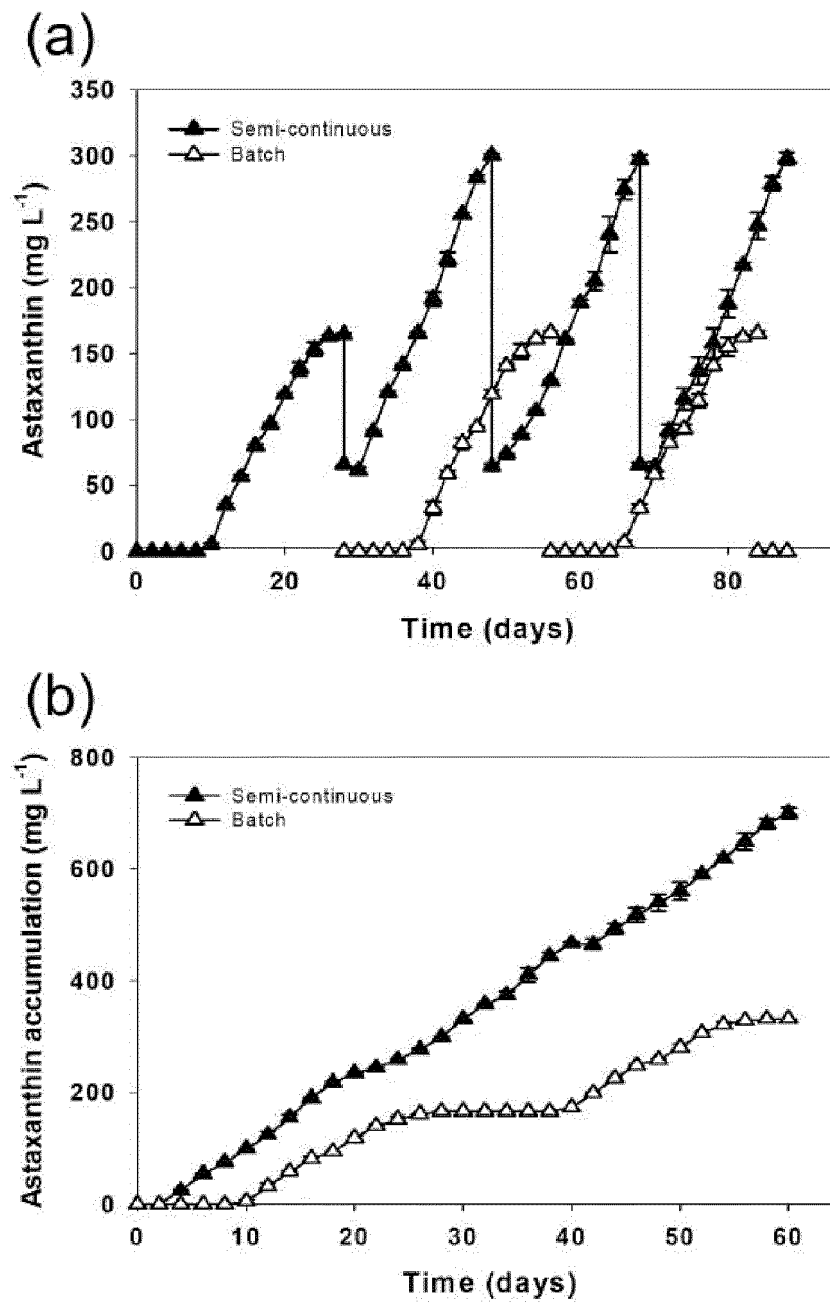 (a)
350
300
250
200
150
100
50
0
Astaxanthin (mg L⁻¹)
Semi-continuous
Batch
0 20 40 60 80
Time (days)
(b)
800
600
400
200
0
Astaxanthin accumulation (mg L⁻¹)
Semi-continuous
Batch
0 10 20 30 40 50 60
Time (days)